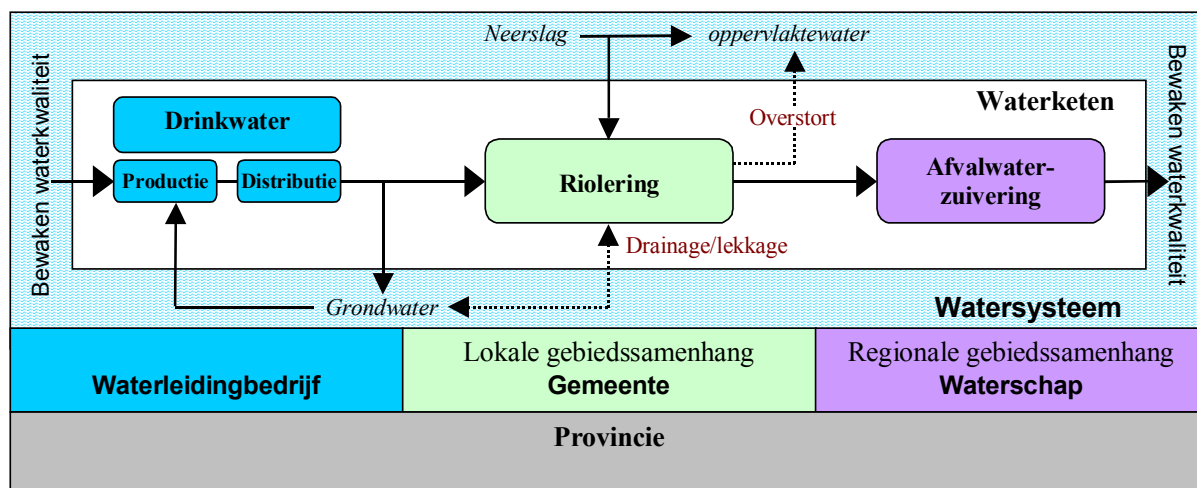 Neerslag
oppervlaktewater
Bewaken waterkwaliteit
Bewaken waterkwaliteit
Waterketen
Drinkwater
Overstort
Productie
Distributie
Riolering
Afvalwater-
zuivering
Drainage/lekkage
Grondwater
Watersysteem
Waterleidingbedrijf
Lokale gebiedssamenhang
Gemeente
Regionale gebiedssamenhang
Waterschap
Provincie